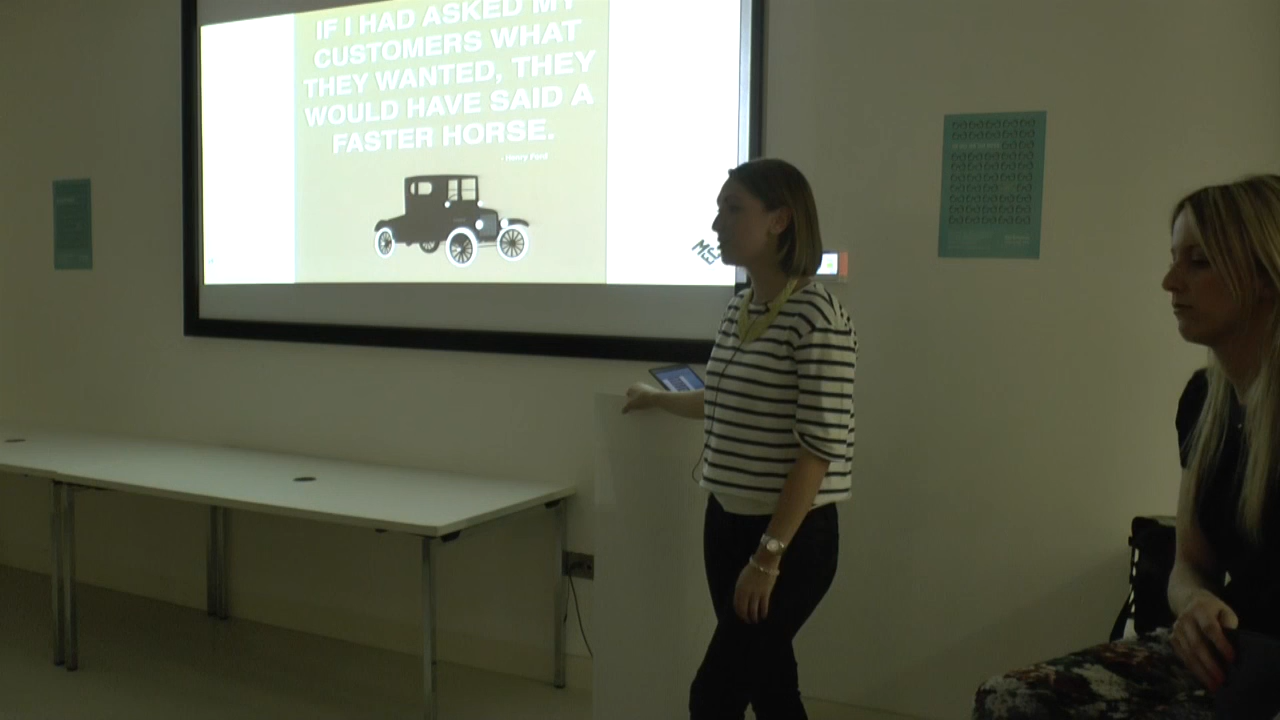 IF I HAD ASKED MY
CUSTOMERS WHAT
THEY WANTED, THEY
WOULD HAVE SAID A
FASTER HORSE.
- Henry Ford